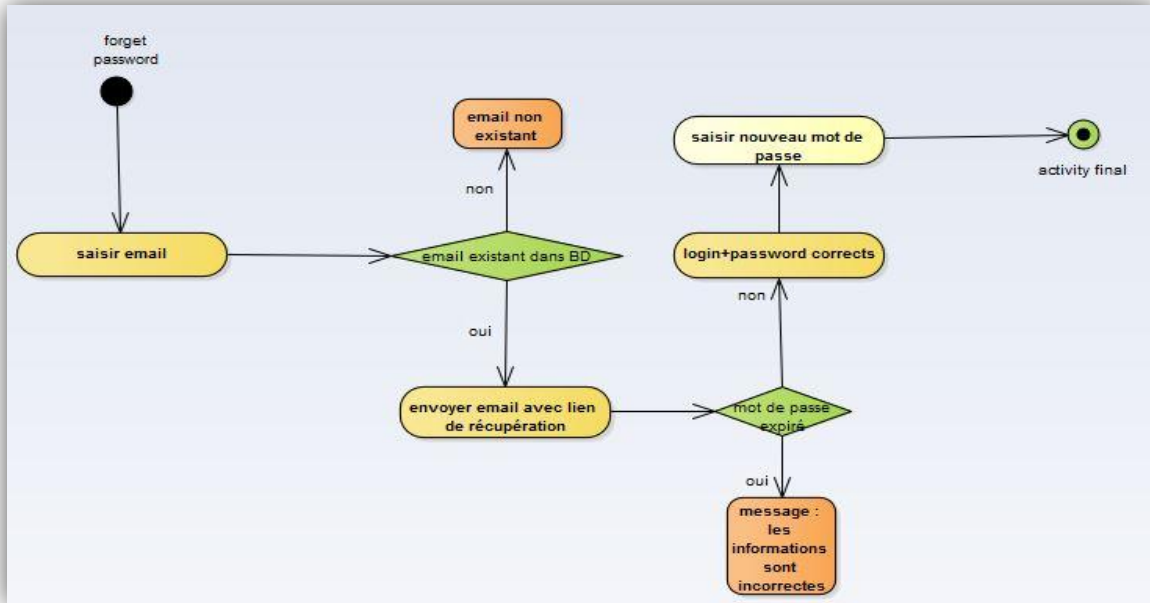 forget
password
saisir email
email non
existant
non
email existant dans BD
oui
envoyer email avec lien
de récupération
mot de passe
expiré
oui
message :
les
informations
sont
incorrectes
non
login+password corrects
saisir nouveau mot de
passe
activity final